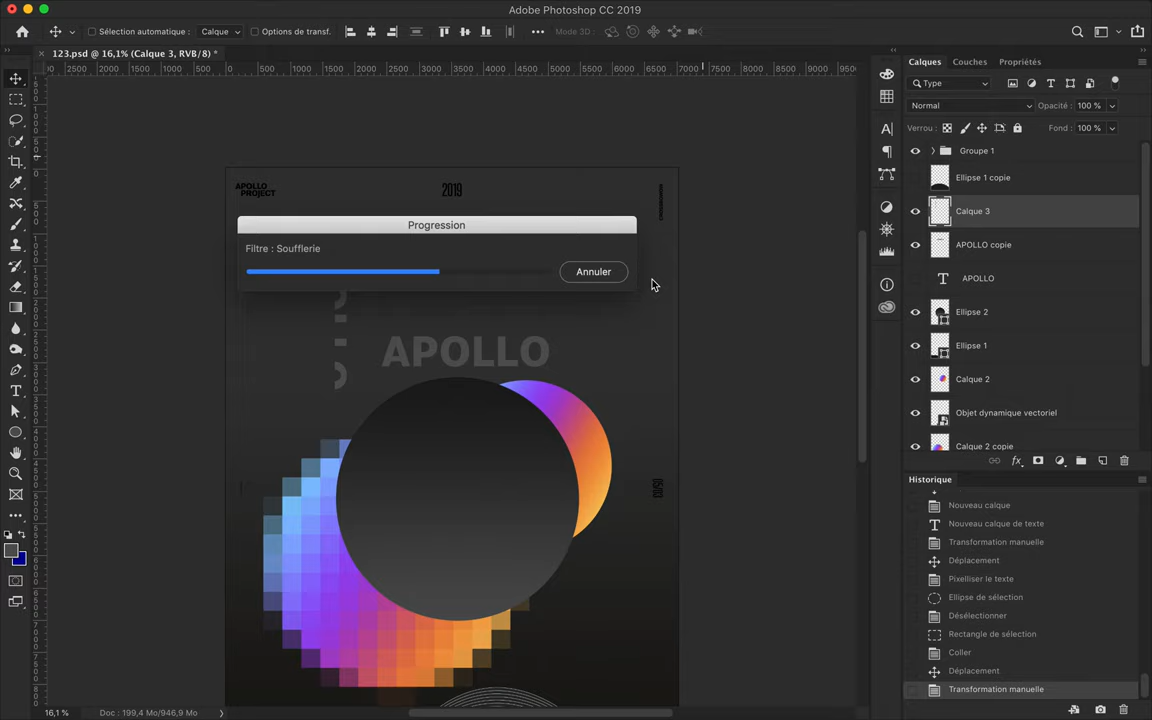 Adobe Photoshop CC 2019
Sélection automatique :
Calque
Options de transf.
Mode 3D :
123.psd @ 16,1% (Calque 3, RVB/8) *
2500 2000 1500 1000 500 0 500 1000 1500 2000 2500 3000 3500 4000 4500 5000 5500 6000 6500 7000 7500 8000 8500 9000 950
APOLLO
PROJECT
2019
Progression
Filtre : Soufflerie
Annuler
APOLLO
05/03
16,1 %
Doc : 199,4 Mo/946,9 Mo
Calques
Couches
Propriétés
Type
Normal
Opacité : 100 %
Verrou :
Fond : 100 %
Groupe 1
Ellipse 1 copie
Calque 3
APOLLO copie
APOLLO
Ellipse 2
Ellipse 1
Calque 2
Objet dynamique vectoriel
Calque 2 copie
Historique
Nouveau calque
Nouveau calque de texte
Transformation manuelle
Déplacement
Pixelliser le texte
Ellipse de sélection
Désélectionner
Rectangle de sélection
Coller
Déplacement
Transformation manuelle